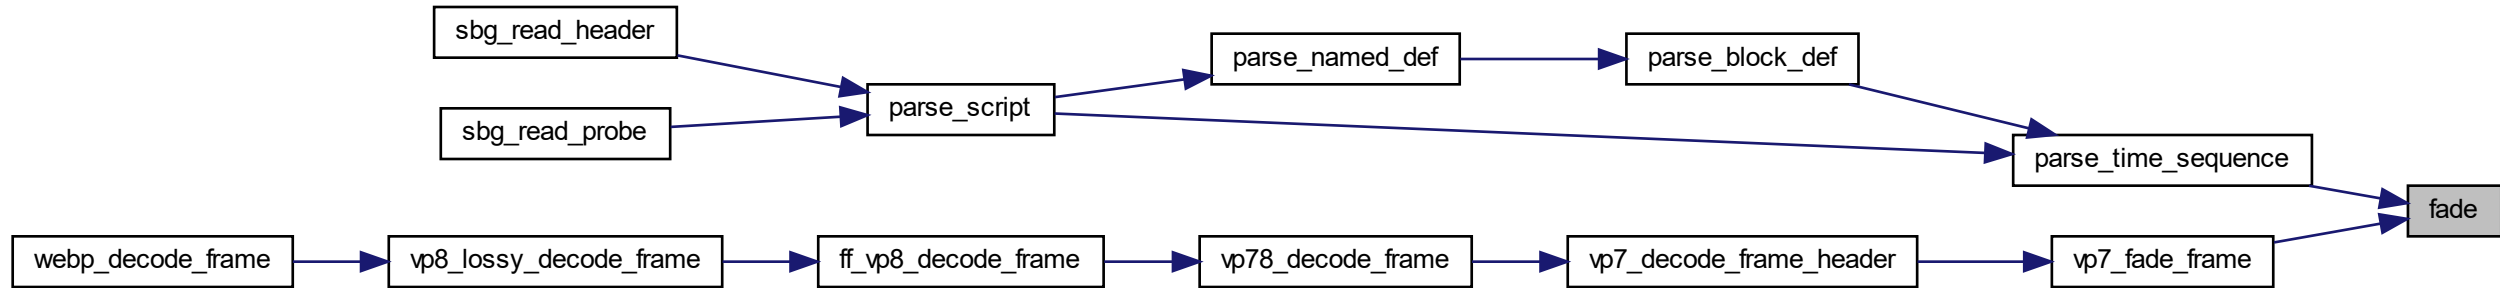 sbg_read_header
parse_named_def
parse_block_def
parse_script
sbg_read_probe
parse_time_sequence
fade
webp_decode_frame
vp8_lossy_decode_frame
ff_vp8_decode_frame
vp78_decode_frame
vp7_decode_frame_header
vp7_fade_frame